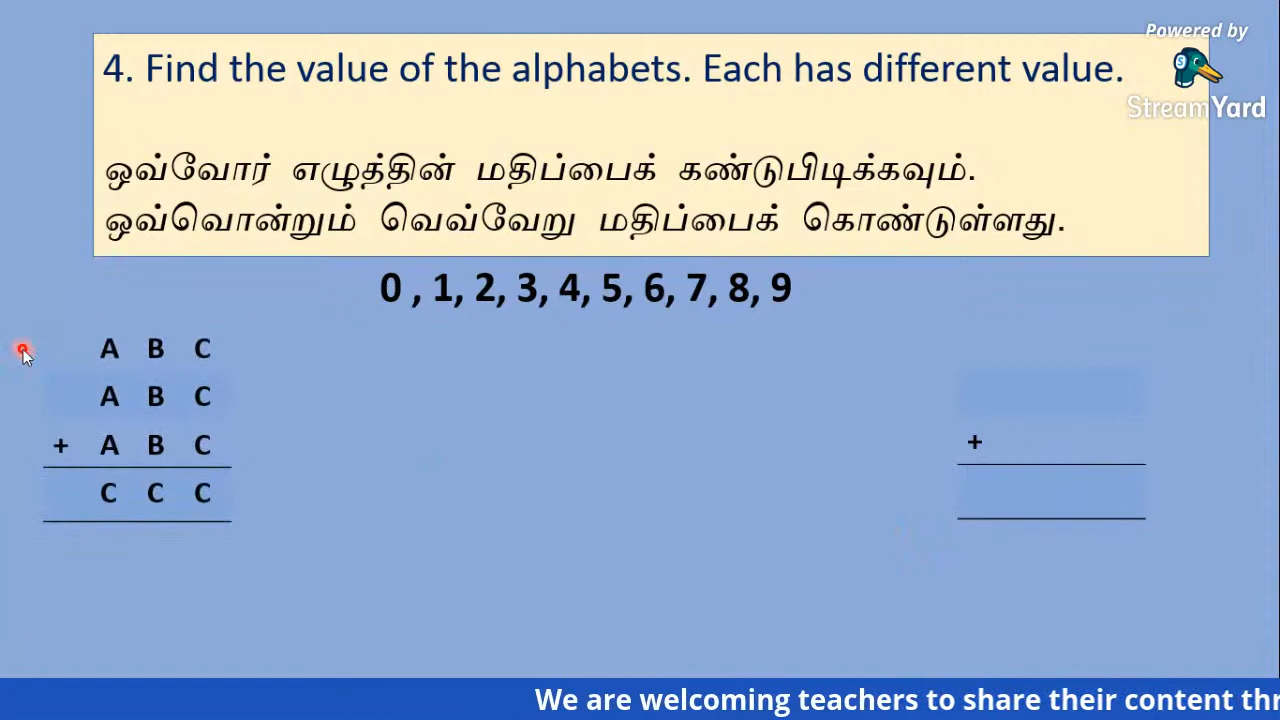 Powered by
StreamYard
4. Find the value of the alphabets. Each has different value.
ஒவ்வோர் எழுத்தின் மதிப்பைக் கண்டுபிடிக்கவும்.
ஒவ்வொன்றும் வெவ்வேறு மதிப்பைக் கொண்டுள்ளது.
0 , 1, 2, 3, 4, 5, 6, 7, 8, 9
A B C
A B C
+ A B C
C C C
+
We are welcoming teachers to share their content